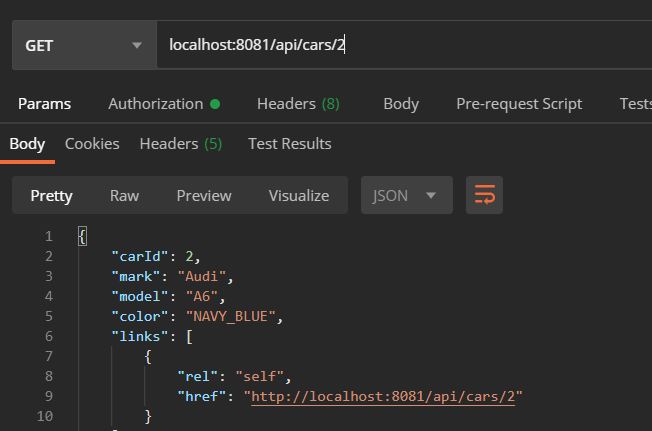 GET localhost:8081/api/cars/2
Params Authorization Headers (8) Body Pre-request Script Tests
Body Cookies Headers (5) Test Results
Pretty Raw Preview Visualize JSON
1 {
2 "carId": 2,
3 "mark": "Audi",
4 "model": "A6",
5 "color": "NAVY_BLUE",
6 "links": [
7 {
8 "rel": "self",
9 "href": "http://localhost:8081/api/cars/2"
10 }